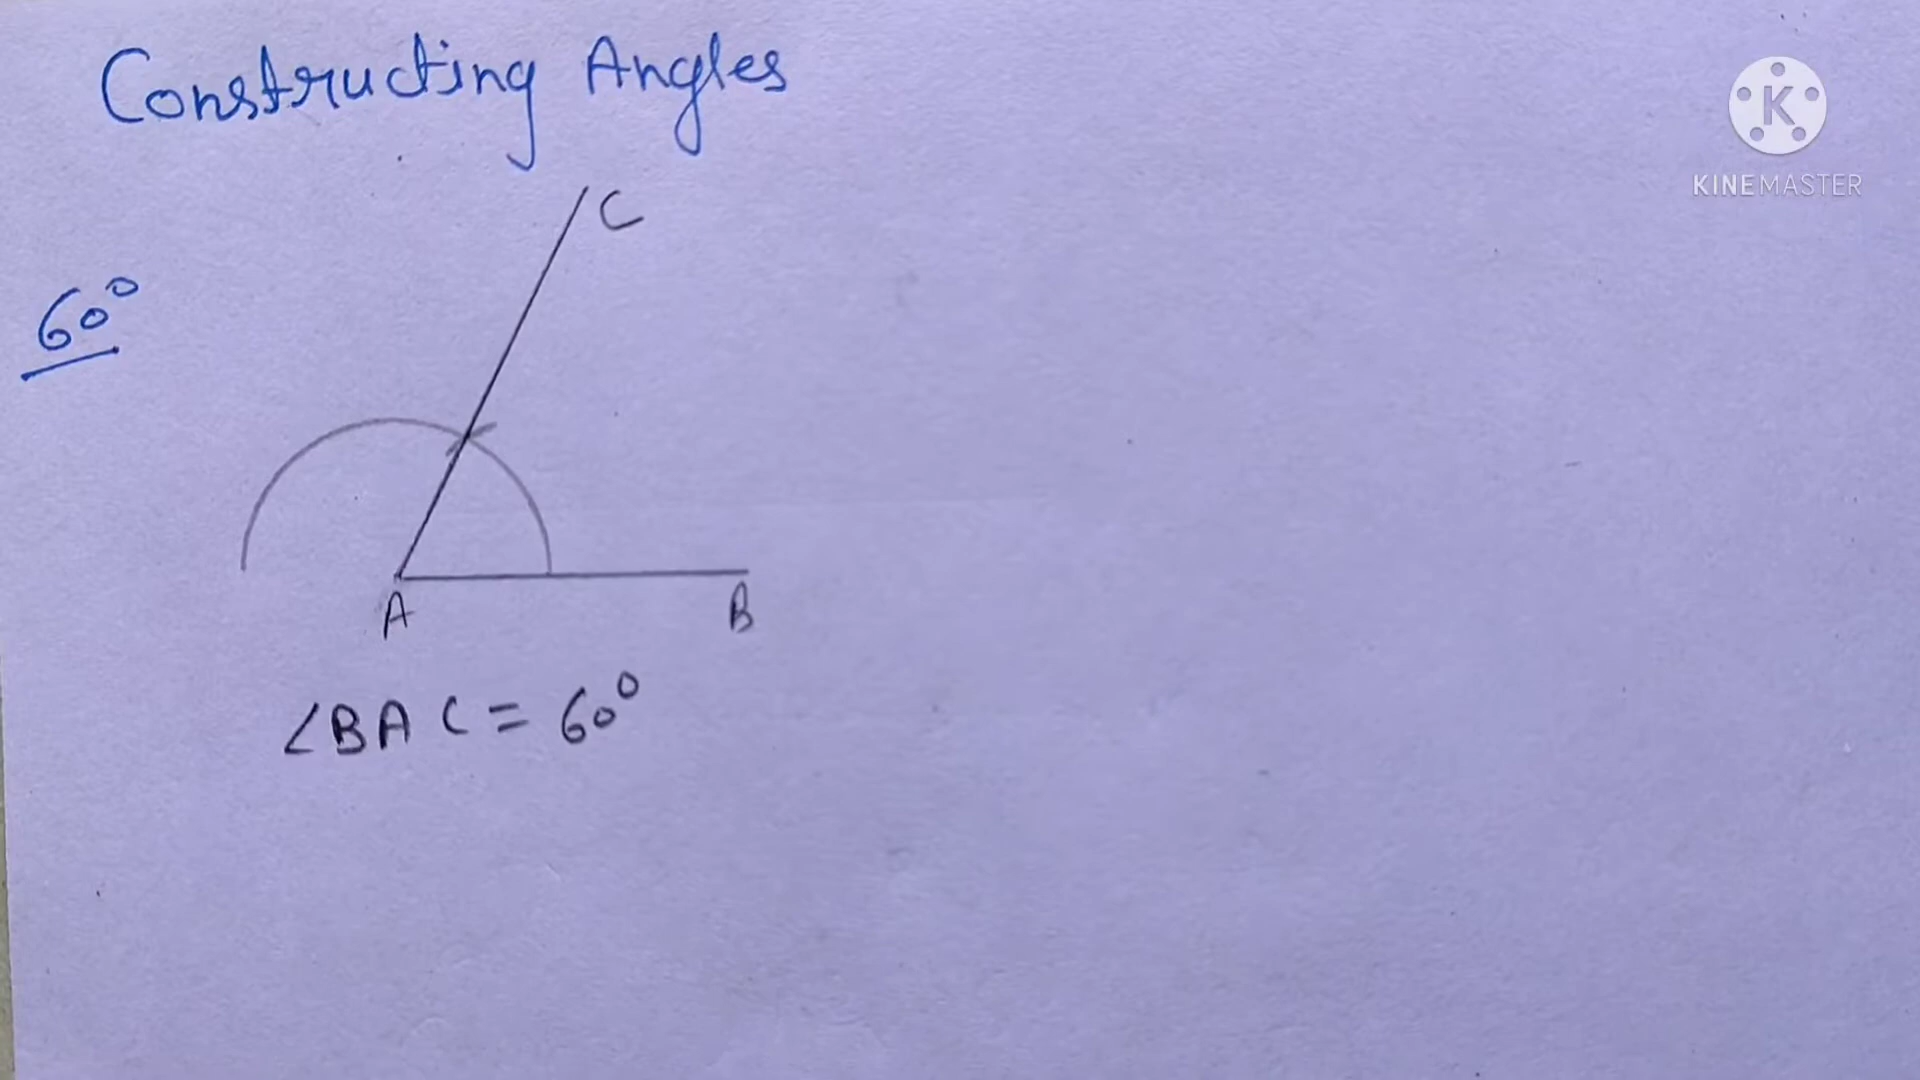 Constructing Angles
K
KINEMASTER
C
60°
A
B
∠BAC = 60°